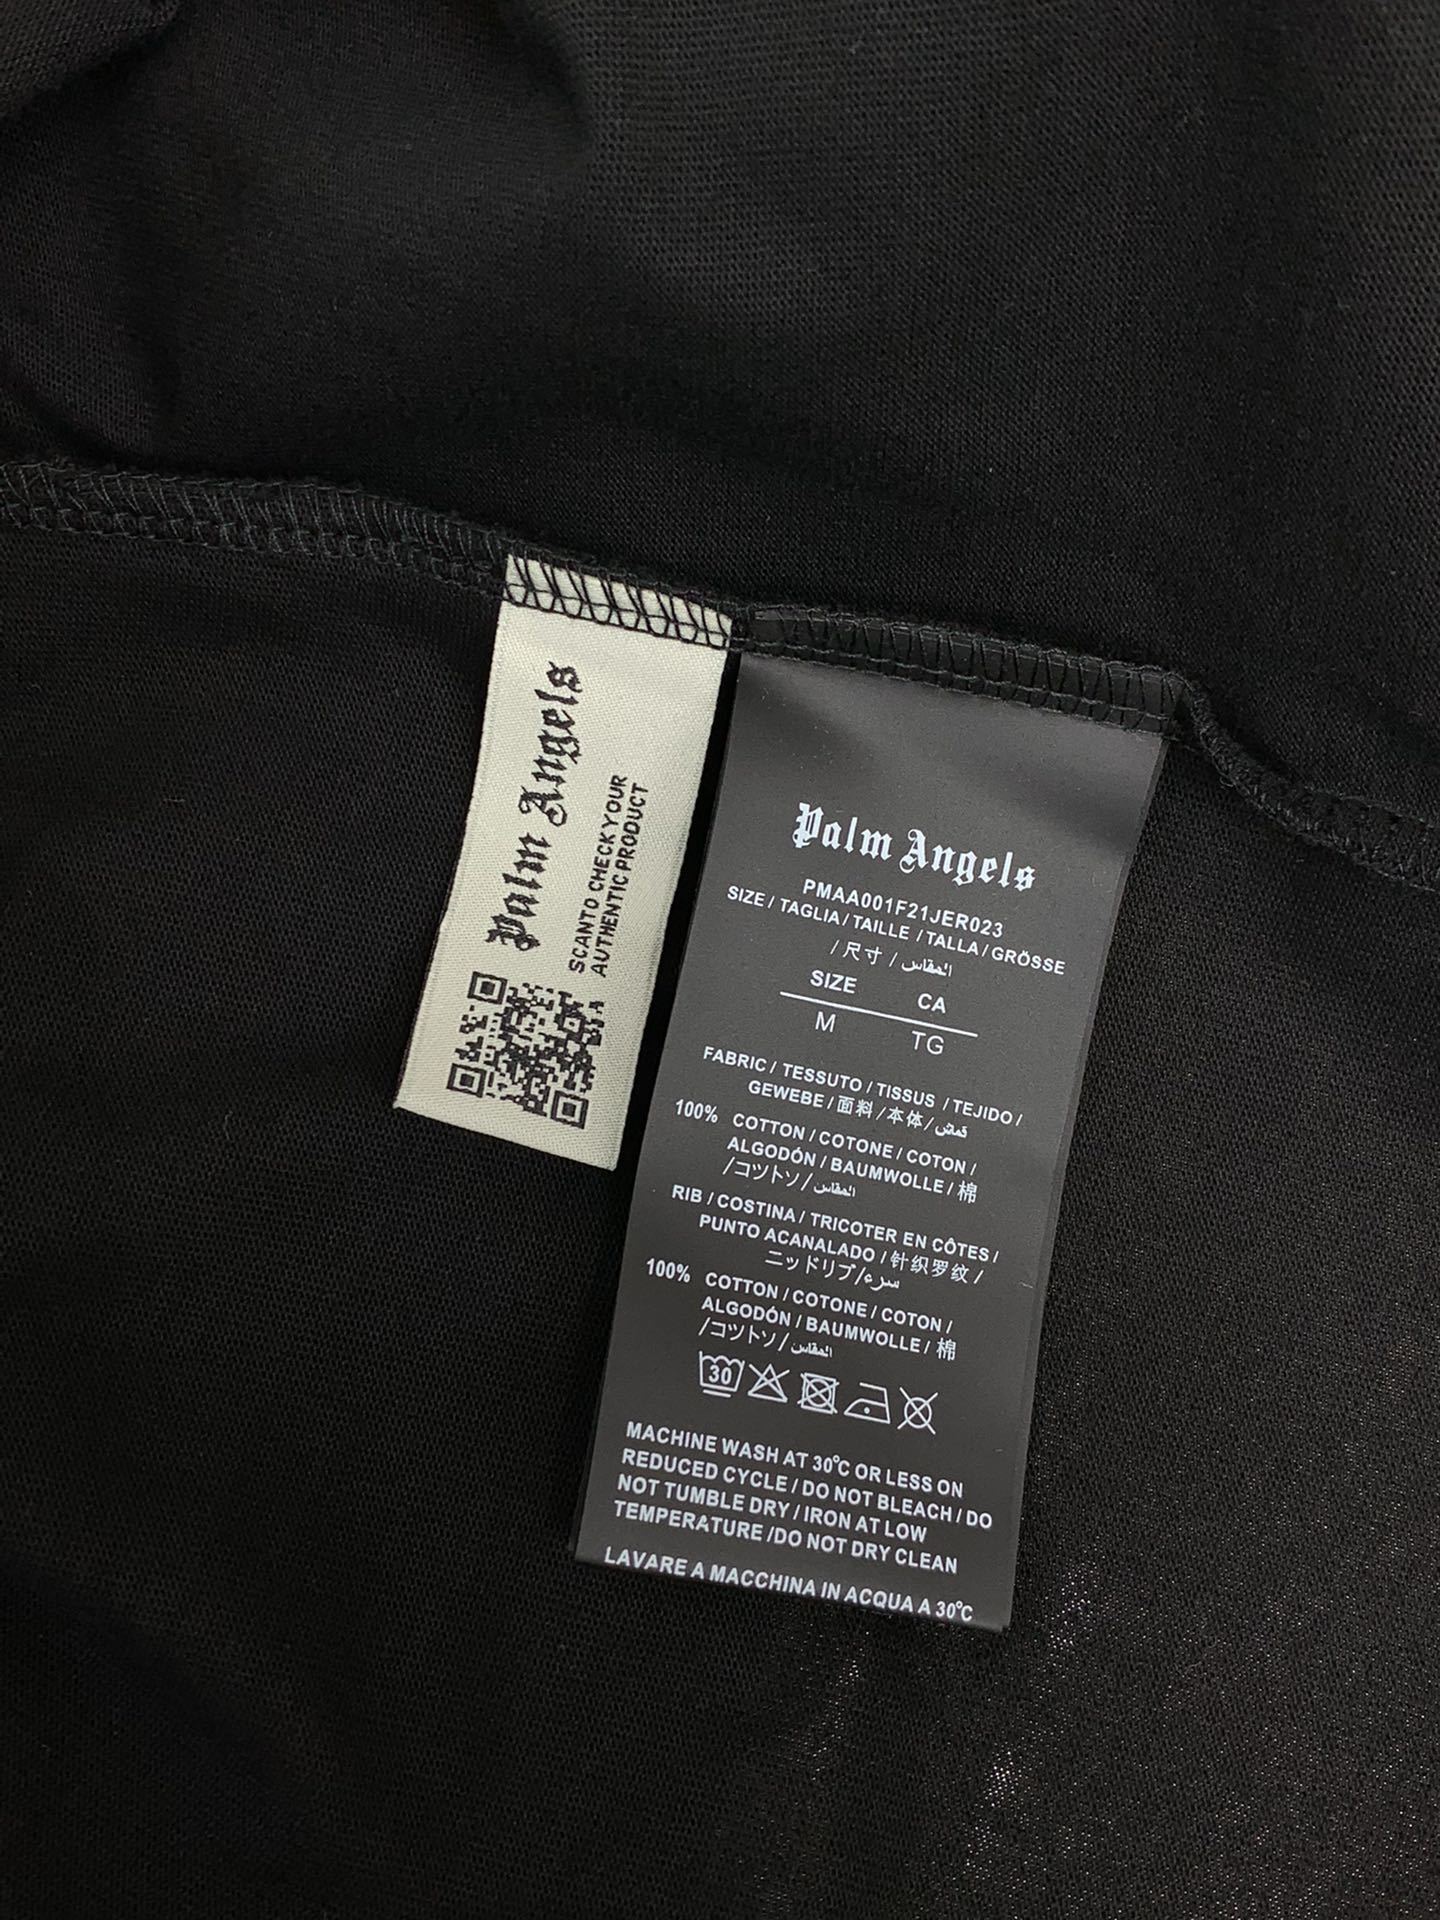 Palm Angels
SCANTO CHECKYOUR
AUTHENTIC PRODUCT
Palm Angels
PMAA001F21JER023
SIZE / TAGLIA / TAILLE / TALLA / GRÖSSE
/ 尺寸 / المقاس
SIZE CA
M TG
FABRIC / TESSUTO / TISSUS / TEJIDO /
GEWEBE / 面料 / 本体 / قماش
100% COTTON / COTONE / COTON /
ALGODÓN / BAUMWOLLE / 棉
/コツトソ / المقاس
RIB / COSTINA / TRICOTER EN CÔTES /
PUNTO ACANALADO / 针织罗纹 /
ニッドリブ/سره
100% COTTON / COTONE / COTON /
ALGODÓN / BAUMWOLLE / 棉
/コツトソ / المقاس
30
MACHINE WASH AT 30°C OR LESS ON
REDUCED CYCLE / DO NOT BLEACH / DO
NOT TUMBLE DRY / IRON AT LOW
TEMPERATURE /DO NOT DRY CLEAN
LAVARE A MACCHINA IN ACQUA A 30°C